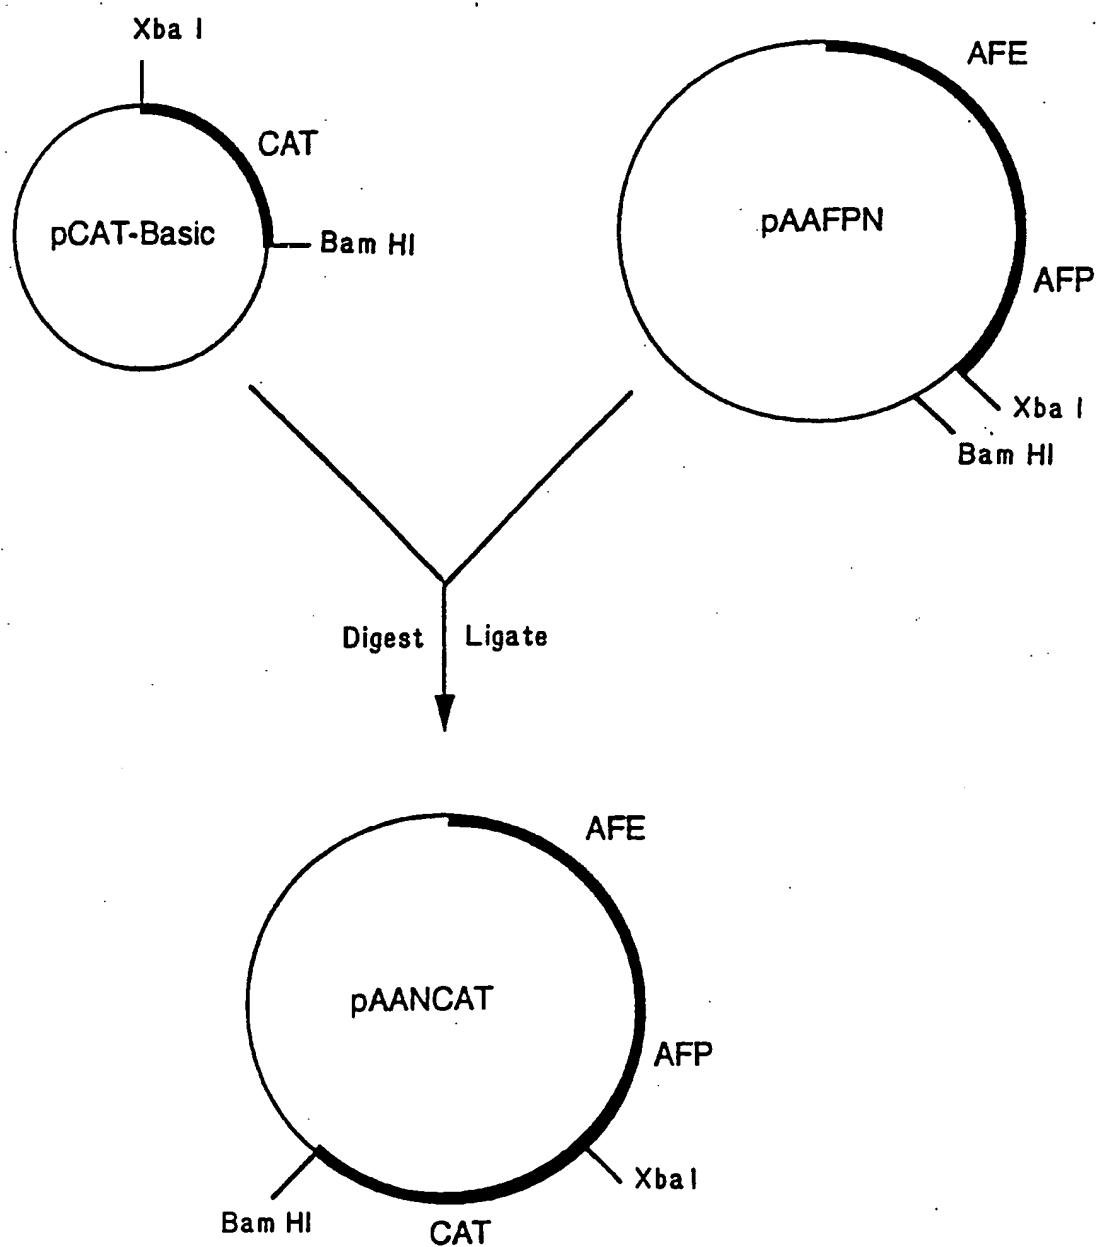 Xba I
CAT
pCAT-Basic
Bam HI
AFE
pAAFPN
AFP
Xba I
Bam HI
Digest
Ligate
AFE
pAANCAT
AFP
Xba I
Bam HI
CAT